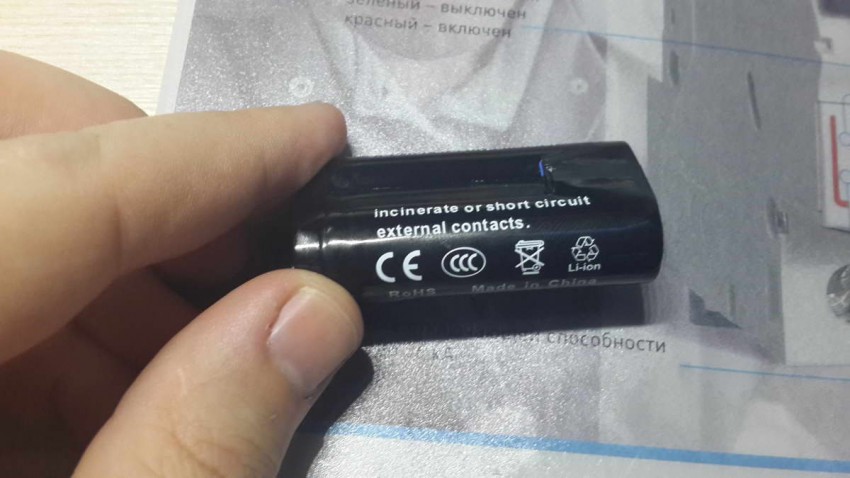 зеленый – выключен
красный – включен
incinerate or short circuit
external contacts.
CE CCC
Li-ion
RoHS Made in China
способности